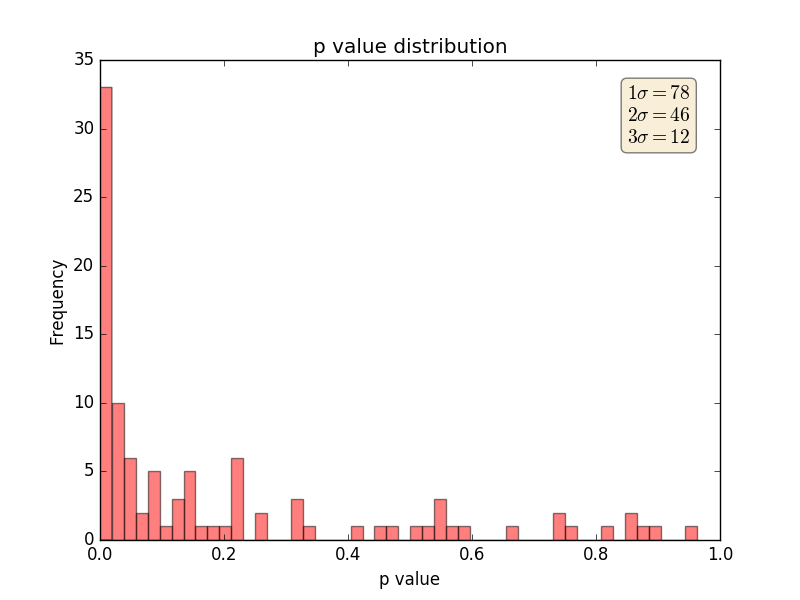 p value distribution
35
30
25
20
15
10
5
0
Frequency
1σ = 78
2σ = 46
3σ = 12
0.0 0.2 0.4 0.6 0.8 1.0
p value